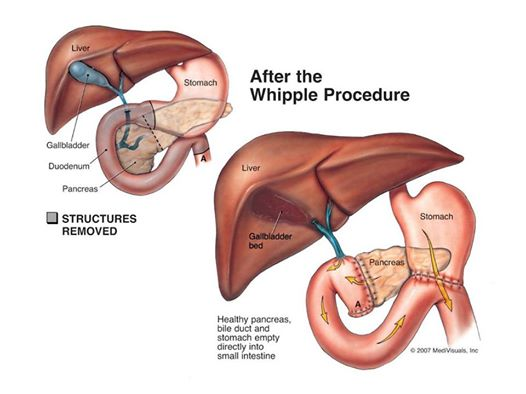 Liver
Stomach
Gallbladder
Duodenum
Pancreas
A
STRUCTURES
REMOVED
After the
Whipple Procedure
Liver
Gallbladder
bed
Stomach
Pancreas
A
Healthy pancreas,
bile duct and
stomach empty
directly into
small intestine
© 2007 MediVisuals, Inc